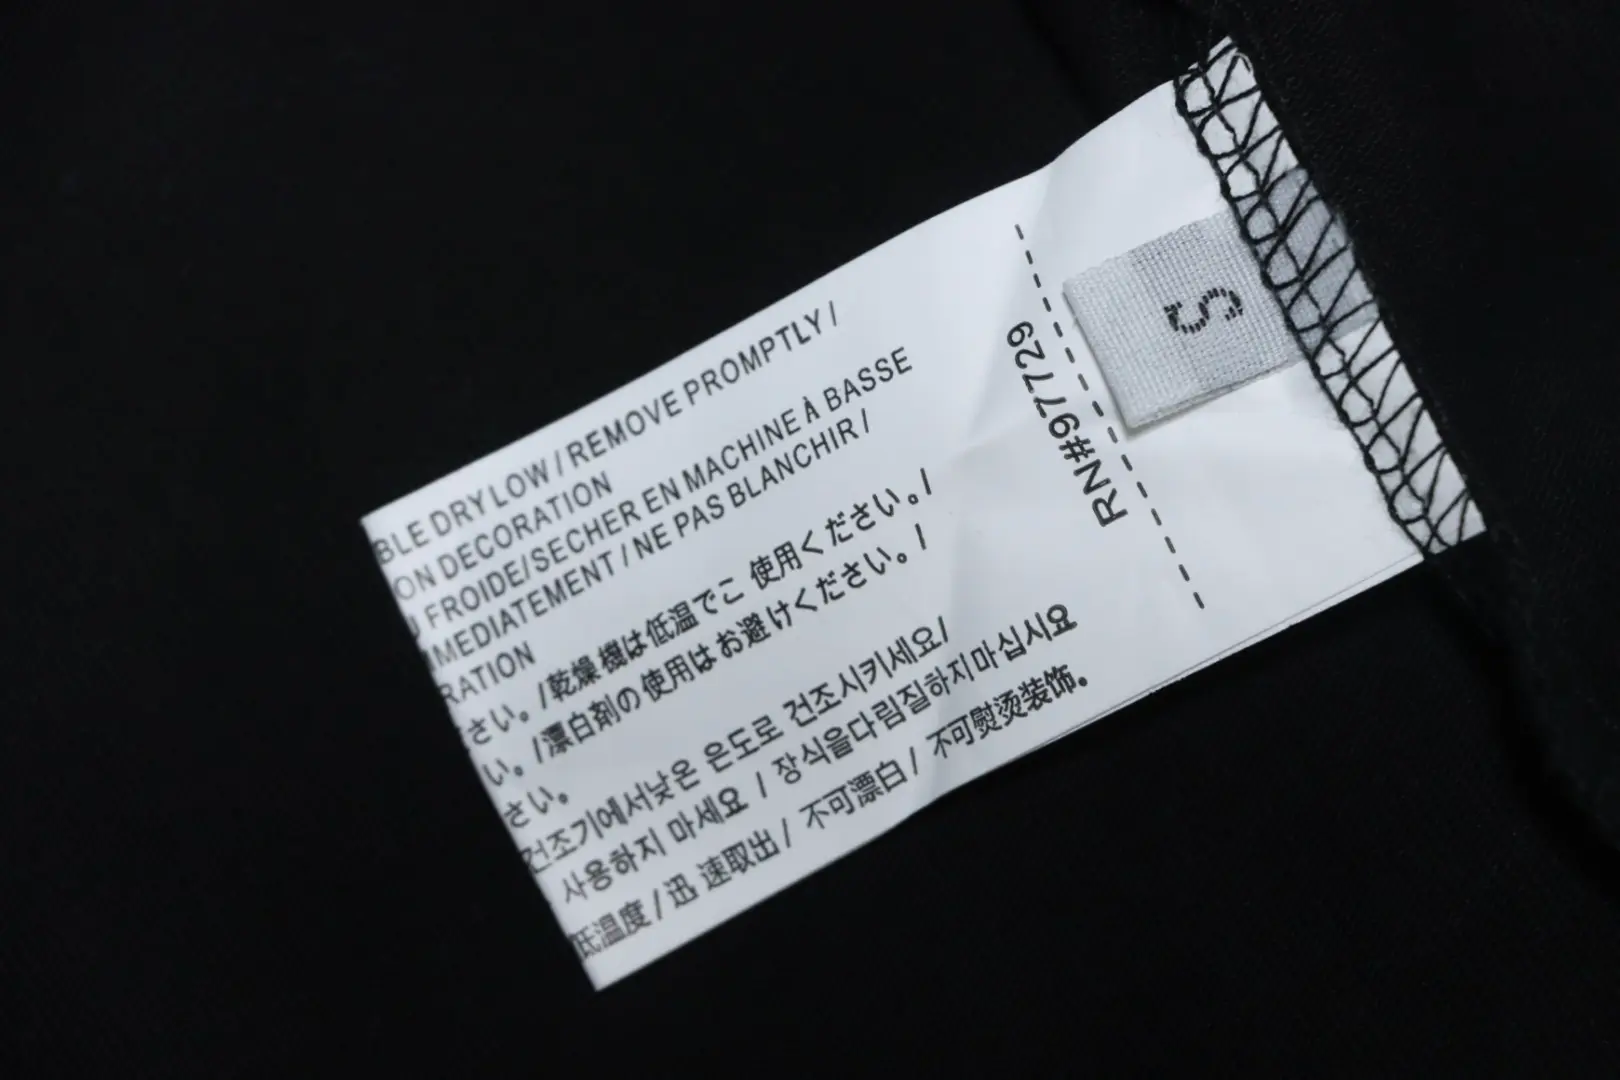 S
RN#97729
BLE DRY LOW / REMOVE PROMPTLY /
ON DECORATION
FROIDE/SECHER EN MACHINE À BASSE
MEDIATEMENT / NE PAS BLANCHIR /
RATION
さい。/乾燥機は低温でこ 使用ください。/
い。/漂白剤の使用はお避けください。/
さい。
건조기에서낮온 온도로 건조시키세요/
사용하지 마세요 / 장식을다림질하지마십시요
低温度 / 迅 速取出 / 不可漂白 / 不可熨烫装饰。